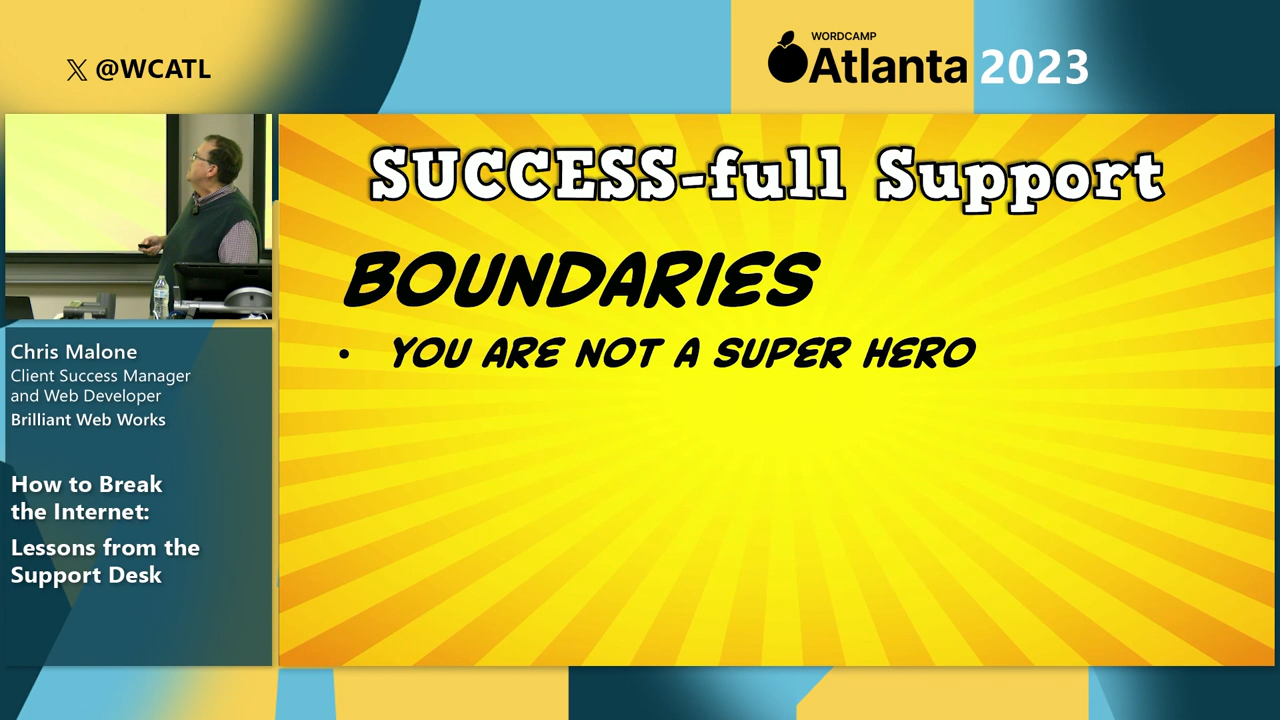 𝕏 @WCATL
WORDCAMP
Atlanta 2023
SUCCESS-full Support
BOUNDARIES
• YOU ARE NOT A SUPER HERO
Chris Malone
Client Success Manager
and Web Developer
Brilliant Web Works
How to Break
the Internet:
Lessons from the
Support Desk